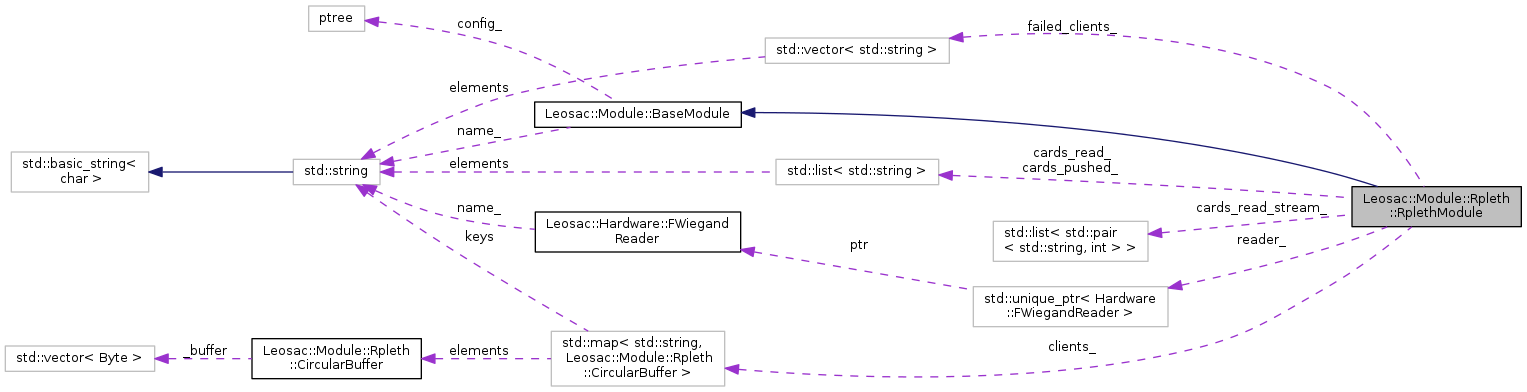 ptree
config_
failed_clients_
std::vector< std::string >
elements
Leosac::Module::BaseModule
name_
std::basic_string<
char >
std::string
elements
std::list< std::string >
cards_read_
cards_pushed_
Leosac::Module::Rpleth
::RplethModule
name_
Leosac::Hardware::FWiegand
Reader
keys
cards_read_stream_
std::list< std::pair
< std::string, int > >
reader_
ptr
std::unique_ptr< Hardware
::FWiegandReader >
_buffer
std::vector< Byte >
Leosac::Module::Rpleth
::CircularBuffer
elements
std::map< std::string,
Leosac::Module::Rpleth
::CircularBuffer >
clients_